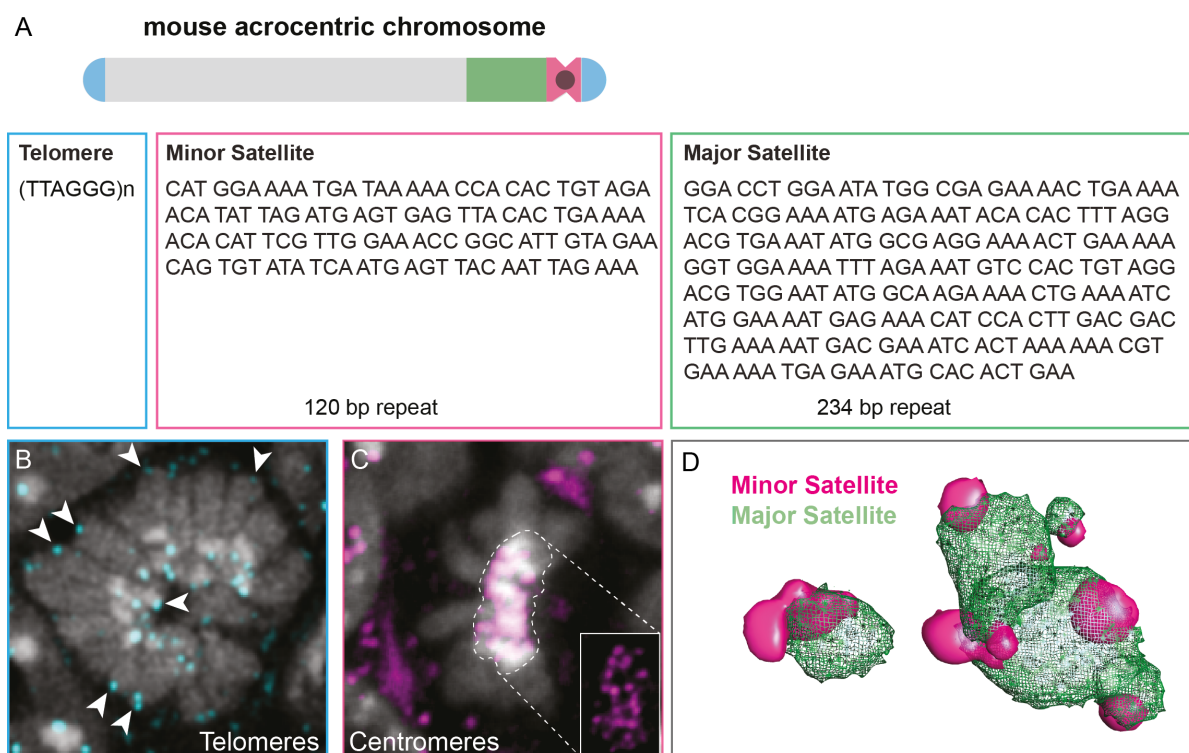 A
mouse acrocentric chromosome
Telomere
(TTAGGG)n
Minor Satellite
CAT GGA AAA TGA TAA AAA CCA CAC TGT AGA
ACA TAT TAG ATG AGT GAG TTA CAC TGA AAA
ACA CAT TCG TTG GAA ACC GGC ATT GTA GAA
CAG TGT ATA TCA ATG AGT TAC AAT TAG AAA
120 bp repeat
Major Satellite
GGA CCT GGA ATA TGG CGA GAA AAC TGA AAA
TCA CGG AAA ATG AGA AAT ACA CAC TTT AGG
ACG TGA AAT ATG GCG AGG AAA ACT GAA AAA
GGT GGA AAA TTT AGA AAT GTC CAC TGT AGG
ACG TGG AAT ATG GCA AGA AAA CTG AAA ATC
ATG GAA AAT GAG AAA CAT CCA CTT GAC GAC
TTG AAA AAT GAC GAA ATC ACT AAA AAA CGT
GAA AAA TGA GAA ATG CAC ACT GAA
234 bp repeat
B
Telomeres
C
Centromeres
D
Minor Satellite
Major Satellite